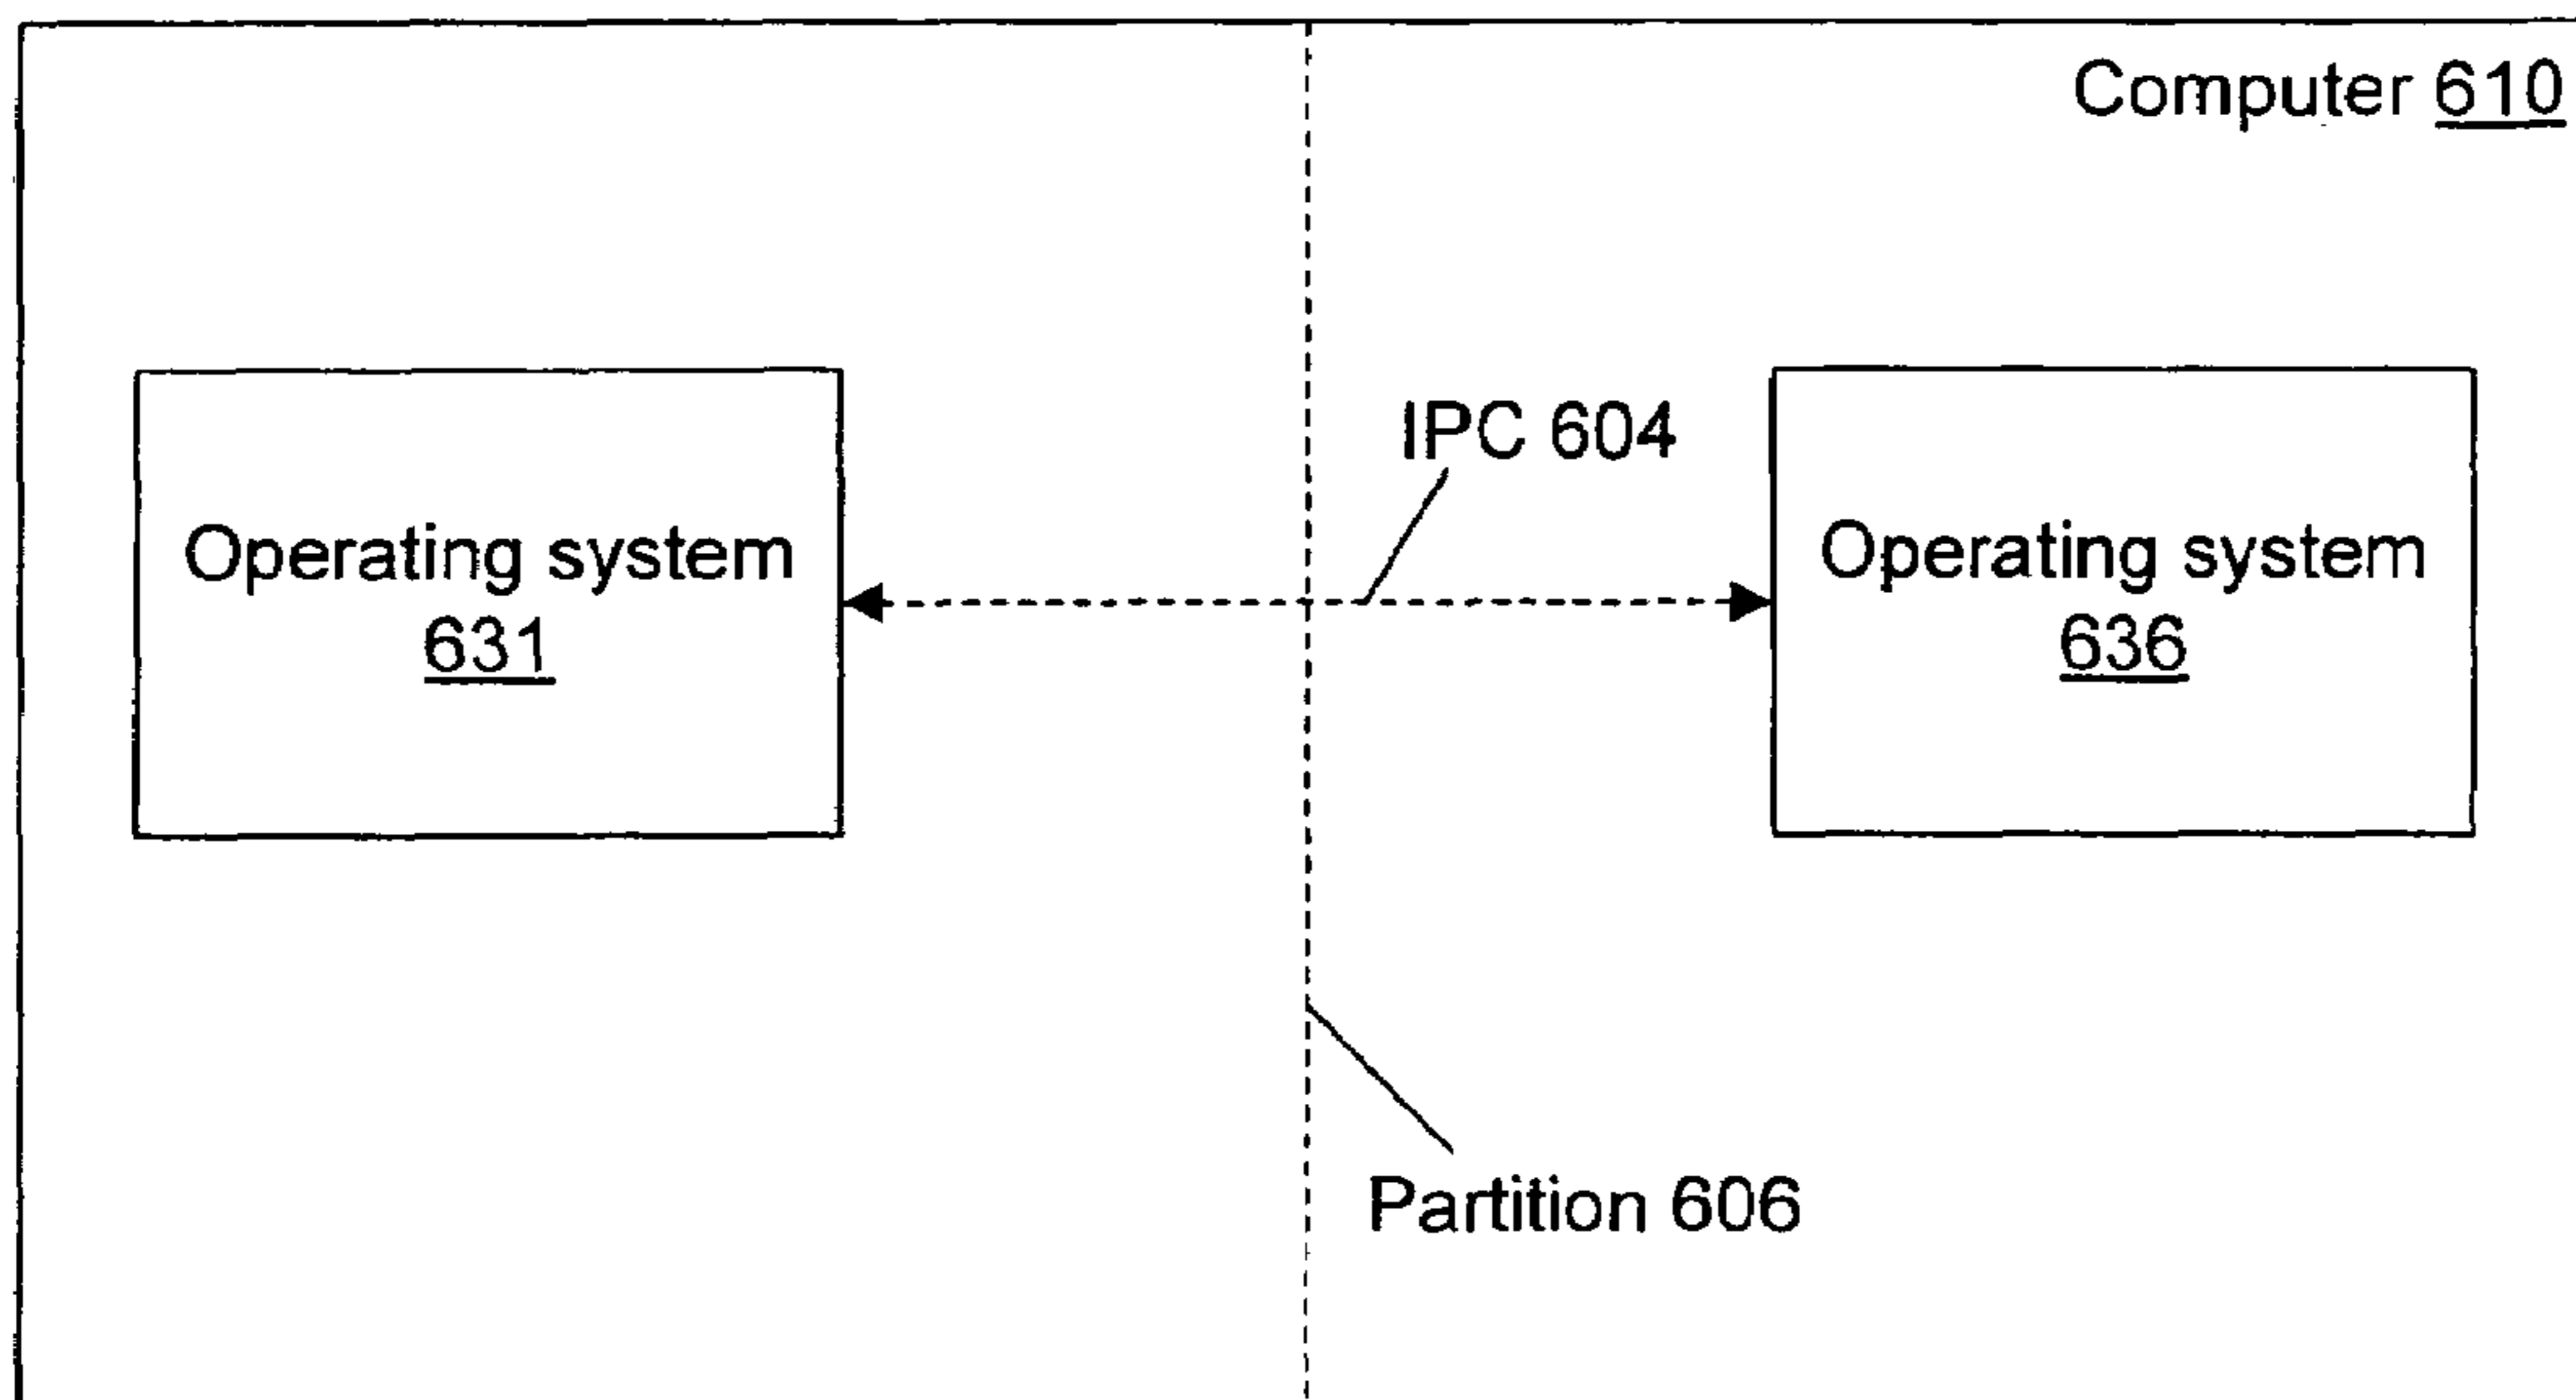 Computer 610
IPC 604
Operating system
631
Operating system
636
Partition 606